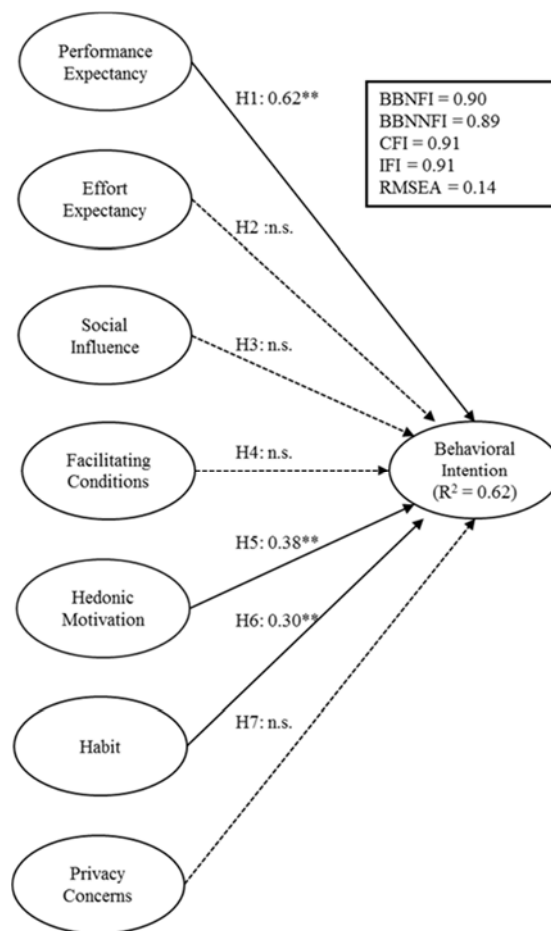 Performance
Expectancy
H1: 0.62**
BBNFI = 0.90
BBNNFI = 0.89
CFI = 0.91
IFI = 0.91
RMSEA = 0.14
Effort
Expectancy
H2 :n.s.
Social
Influence
H3: n.s.
Facilitating
Conditions
H4: n.s.
Behavioral
Intention
(R² = 0.62)
Hedonic
Motivation
H5: 0.38**
H6: 0.30**
Habit
H7: n.s.
Privacy
Concerns